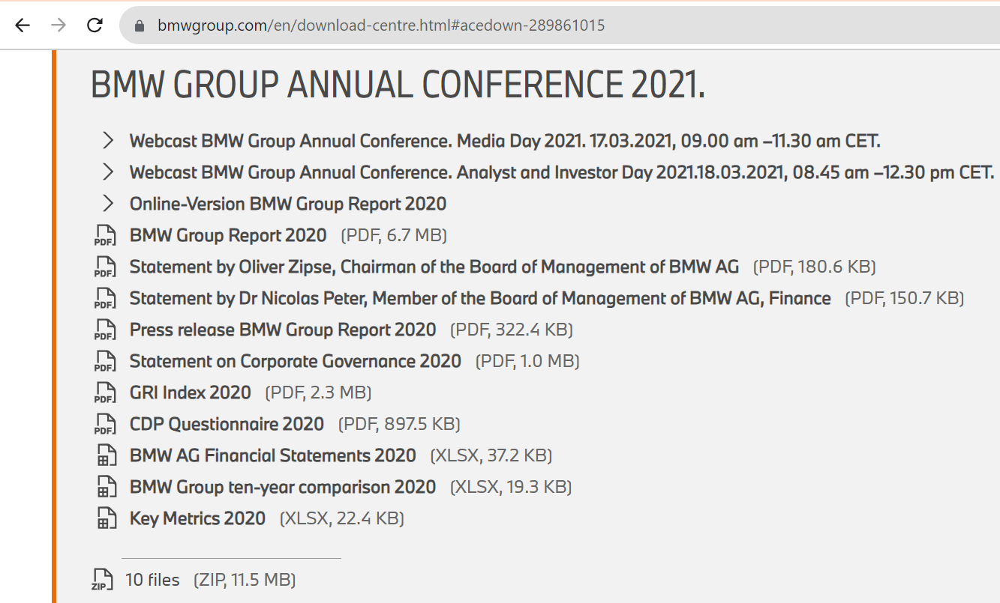 bmwgroup.com/en/download-centre.html#acedown-289861015
BMW GROUP ANNUAL CONFERENCE 2021.
Webcast BMW Group Annual Conference. Media Day 2021. 17.03.2021, 09.00 am –11.30 am CET.
Webcast BMW Group Annual Conference. Analyst and Investor Day 2021.18.03.2021, 08.45 am –12.30 pm CET.
Online-Version BMW Group Report 2020
PDF BMW Group Report 2020 (PDF, 6.7 MB)
PDF Statement by Oliver Zipse, Chairman of the Board of Management of BMW AG (PDF, 180.6 KB)
PDF Statement by Dr Nicolas Peter, Member of the Board of Management of BMW AG, Finance (PDF, 150.7 KB)
PDF Press release BMW Group Report 2020 (PDF, 322.4 KB)
PDF Statement on Corporate Governance 2020 (PDF, 1.0 MB)
PDF GRI Index 2020 (PDF, 2.3 MB)
PDF CDP Questionnaire 2020 (PDF, 897.5 KB)
BMW AG Financial Statements 2020 (XLSX, 37.2 KB)
BMW Group ten-year comparison 2020 (XLSX, 19.3 KB)
Key Metrics 2020 (XLSX, 22.4 KB)
ZIP 10 files (ZIP, 11.5 MB)